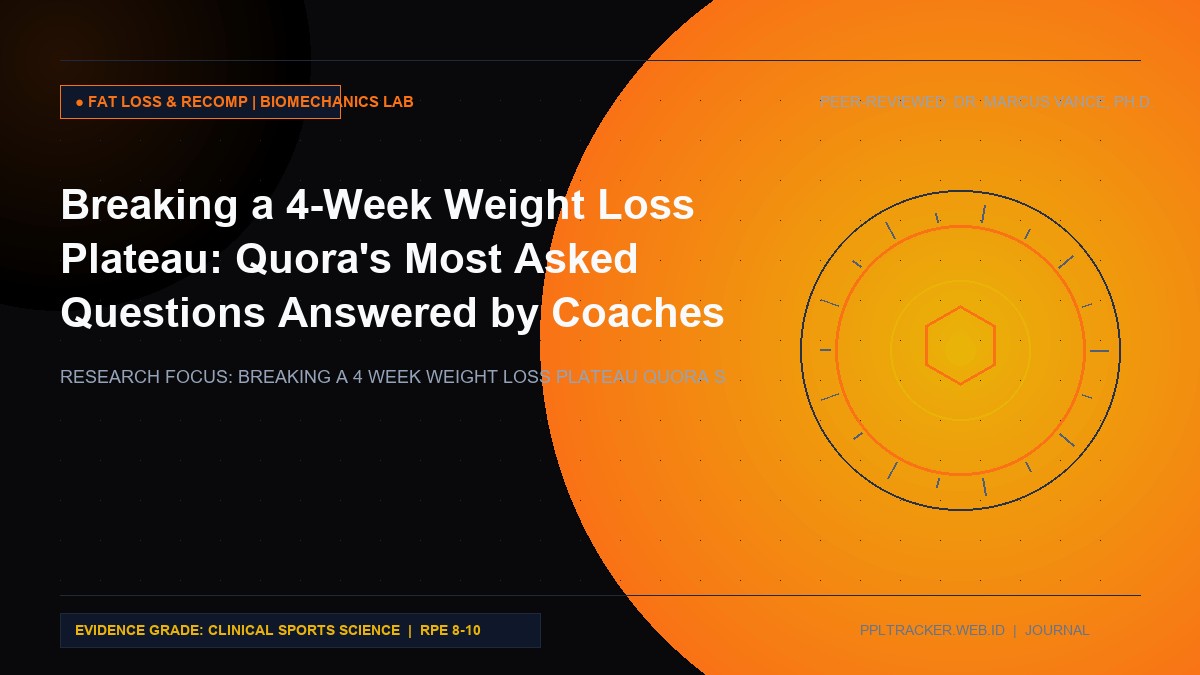 ● FAT LOSS & RECOMP | BIOMECHANICS LAB
PEER-REVIEWED: DR. MARCUS VANCE, PH.D
Breaking a 4-Week Weight Loss
Plateau: Quora's Most Asked
Questions Answered by Coaches
RESEARCH FOCUS: BREAKING A 4 WEEK WEIGHT LOSS PLATEAU QUORA S
EVIDENCE GRADE: CLINICAL SPORTS SCIENCE | RPE 8-10
PPLTRACKER.WEB.ID | JOURNAL